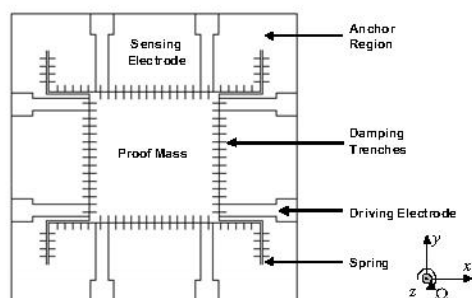 Anchor
Region
Sensing
Electrode
Damping
Trenches
Proof Mass
Driving Electrode
Spring
y
x
z Ω